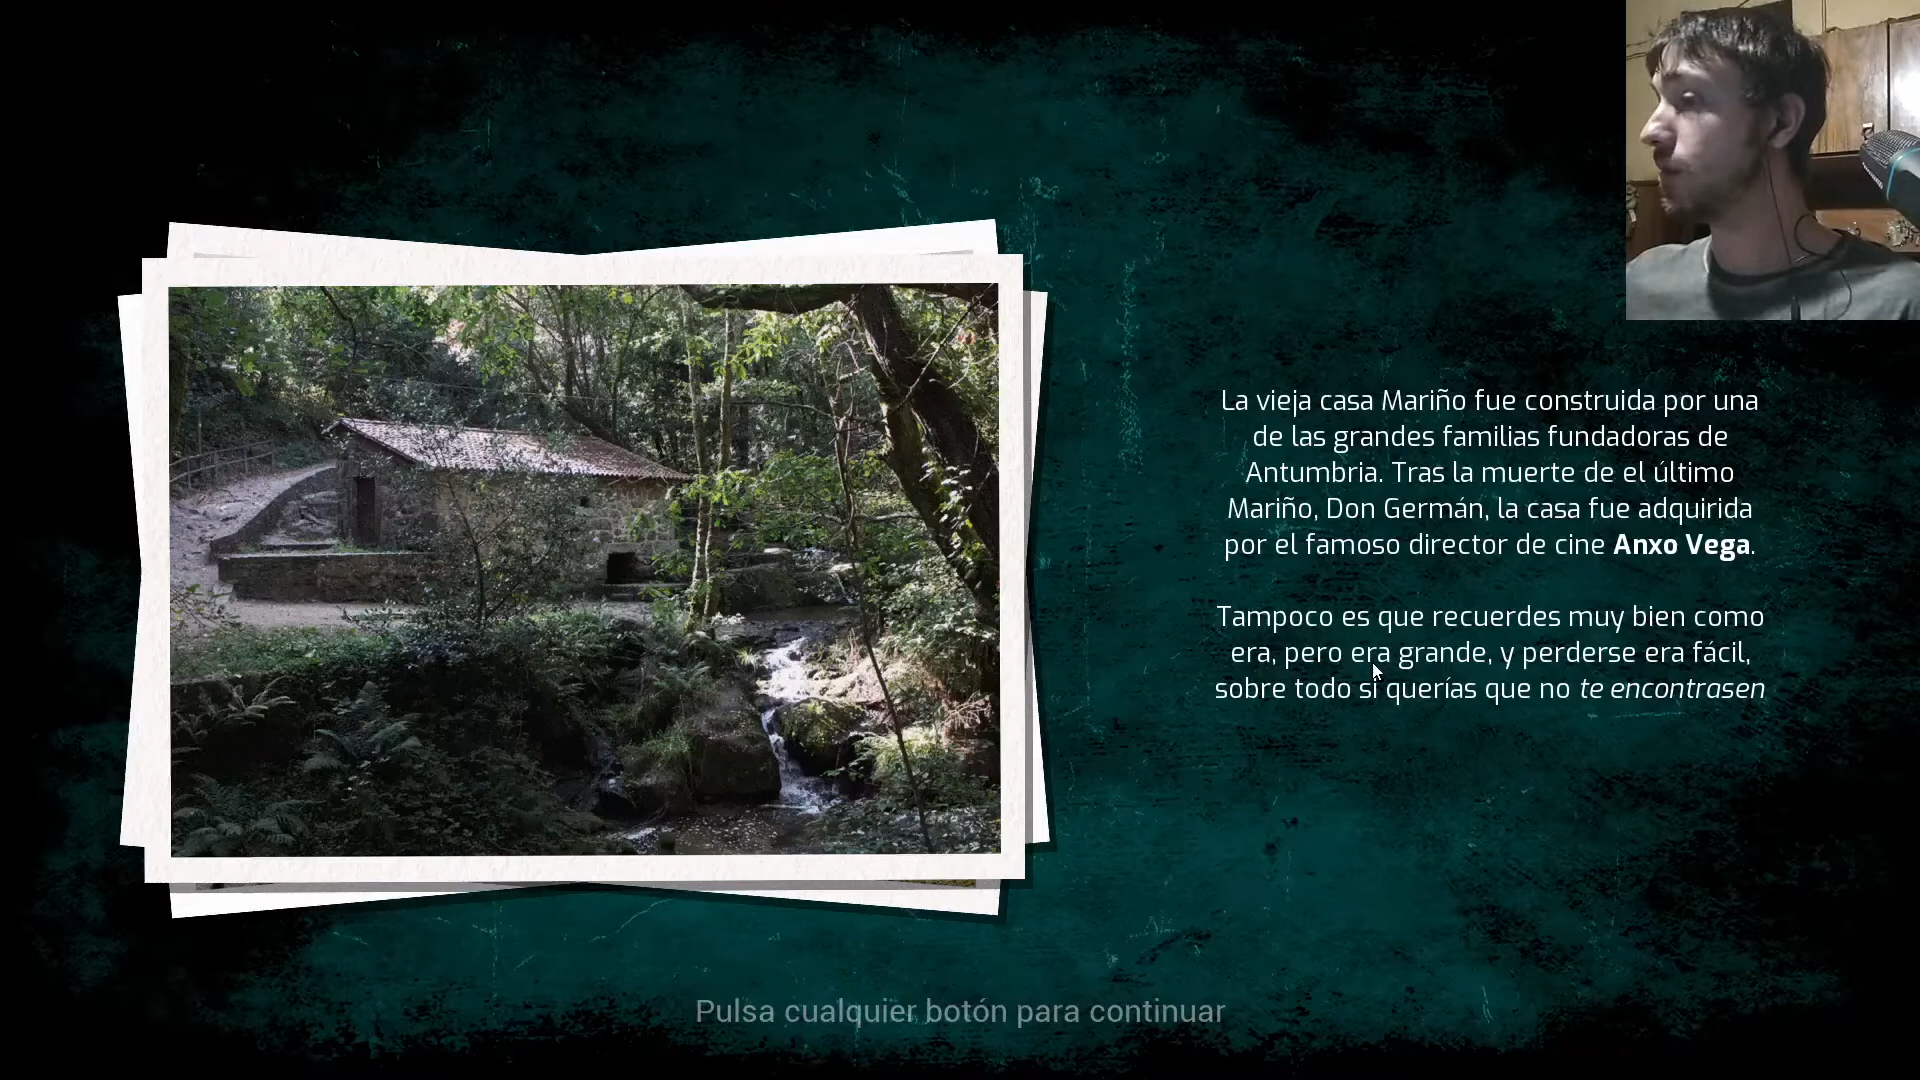 La vieja casa Mariño fue construida por una
de las grandes familias fundadoras de
Antumbria. Tras la muerte de el último
Mariño, Don Germán, la casa fue adquirida
por el famoso director de cine Anxo Vega.
Tampoco es que recuerdes muy bien como
era, pero era grande, y perderse era fácil,
sobre todo si querías que no te encontrasen
Pulsa cualquier botón para continuar